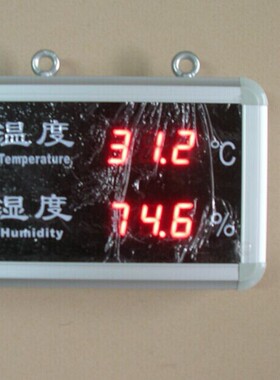 温度 31.2 °C
Temperature
湿度 74.6 %
Humidity